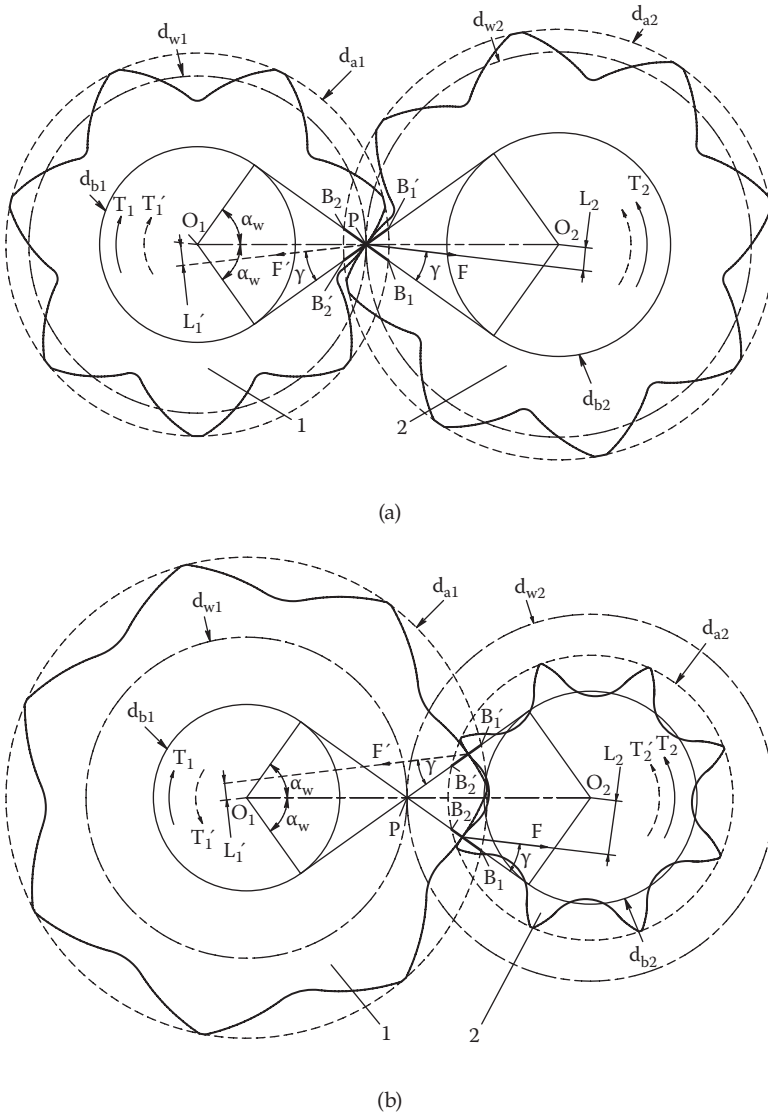 d_w1
d_a1
d_w2
d_a2
d_b1
T_1
T_1′
O_1
α_w
α_w
B_2
P
B_1′
L_2
T_2
O_2
F′
γ
γ
F
L_1′
B_2′
B_1
d_b2
1
2
(a)
d_w1
d_a1
d_w2
d_a2
d_b1
T_1
F′
γ
B_1′
T_2′
T_2
L_2
α_w
B_2′
O_2
O_1
α_w
P
B_2
F
T_1′
L_1′
γ
B_1
d_b2
1
2
(b)